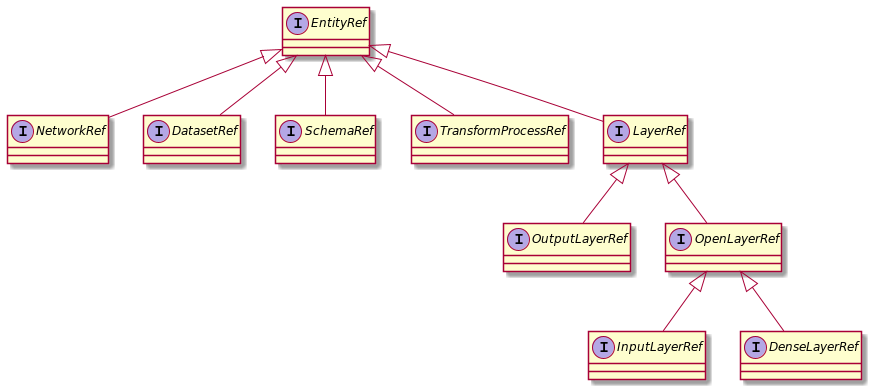 I EntityRef
I NetworkRef
I DatasetRef
I SchemaRef
I TransformProcessRef
I LayerRef
I OutputLayerRef
I OpenLayerRef
I InputLayerRef
I DenseLayerRef